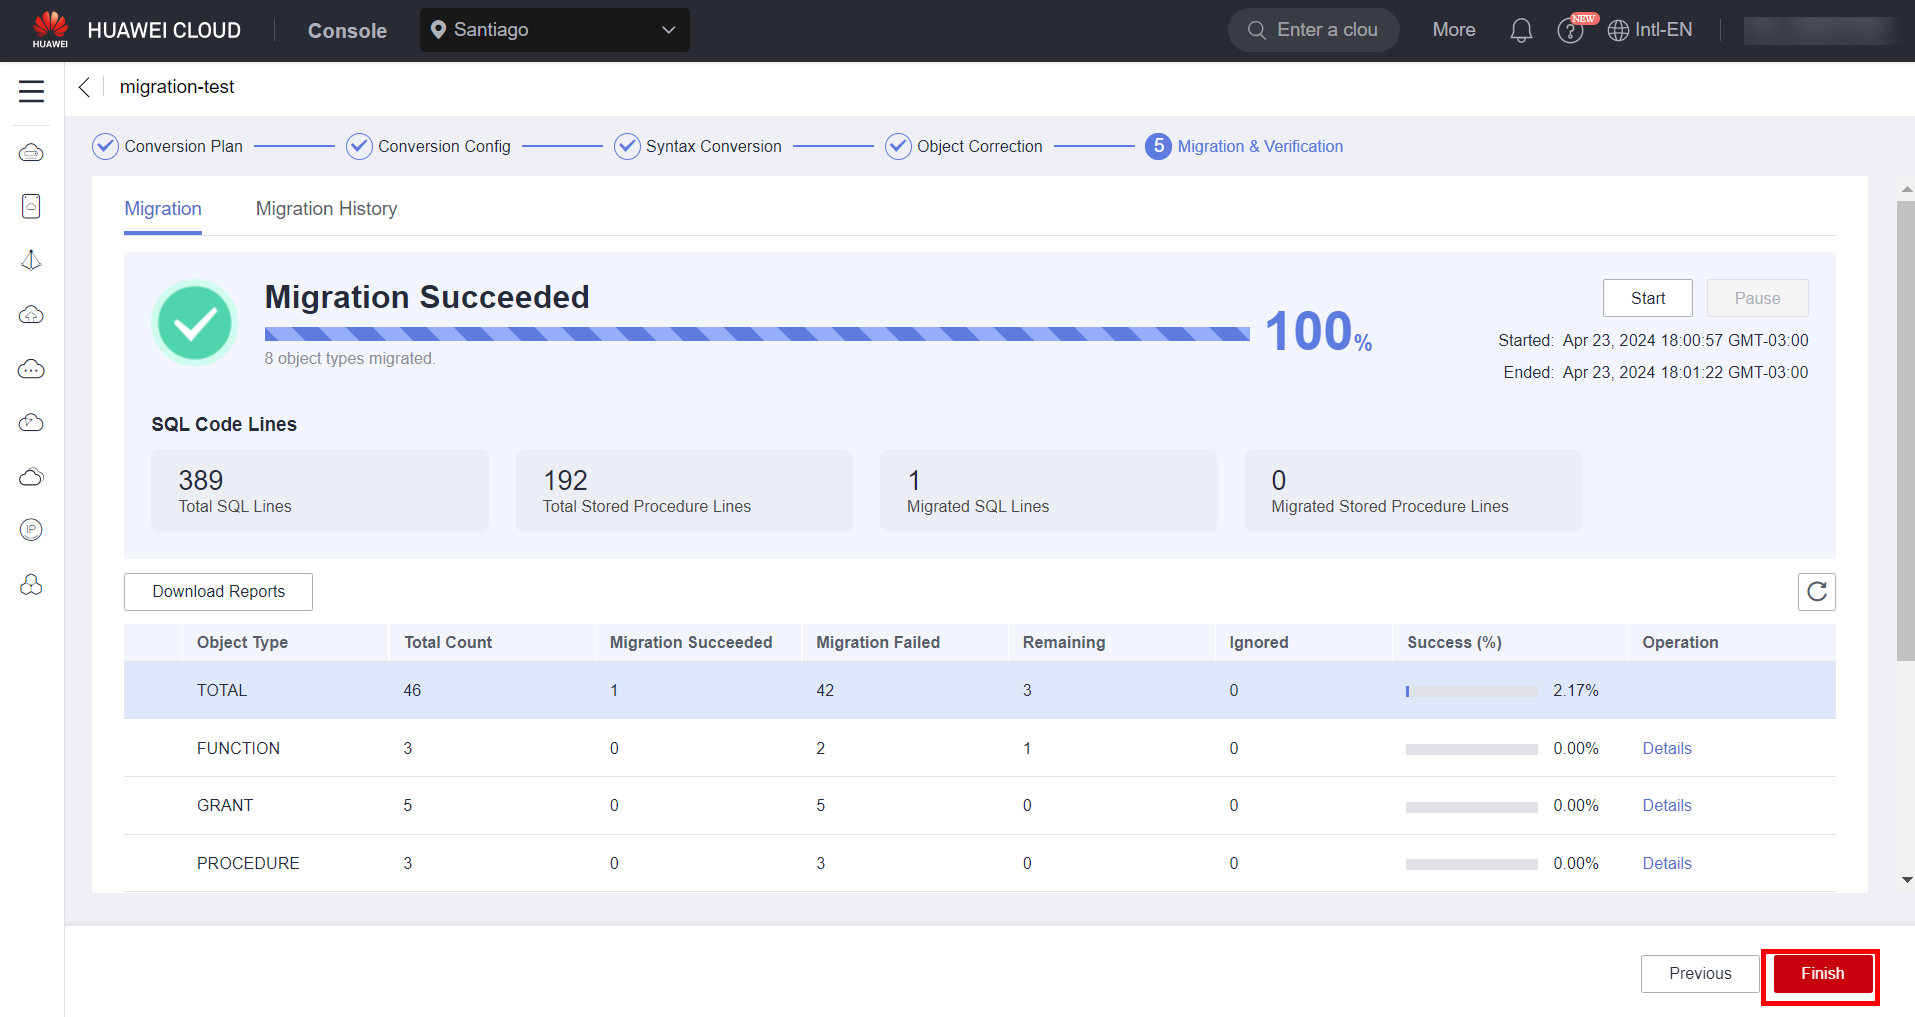 HUAWEI
HUAWEI CLOUD
Console
Santiago
Enter a clou
More
NEW
?
Intl-EN
migration-test
Conversion Plan
Conversion Config
Syntax Conversion
Object Correction
5 Migration & Verification
Migration
Migration History
Migration Succeeded
100%
8 object types migrated.
Start
Pause
Started: Apr 23, 2024 18:00:57 GMT-03:00
Ended: Apr 23, 2024 18:01:22 GMT-03:00
SQL Code Lines
389
Total SQL Lines
192
Total Stored Procedure Lines
1
Migrated SQL Lines
0
Migrated Stored Procedure Lines
IP
Download Reports
Object Type Total Count Migration Succeeded Migration Failed Remaining Ignored Success (%) Operation
TOTAL 46 1 42 3 0 2.17%
FUNCTION 3 0 2 1 0 0.00% Details
GRANT 5 0 5 0 0 0.00% Details
PROCEDURE 3 0 3 0 0 0.00% Details
Previous
Finish